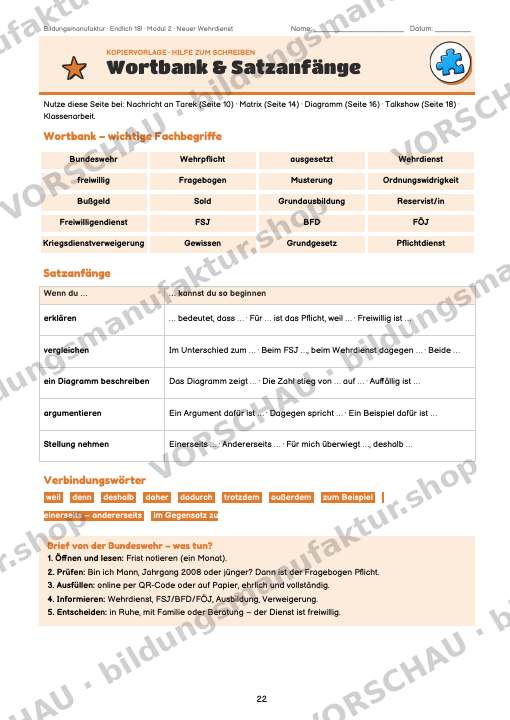 Bildungsmanufaktur · Endlich 18! · Modul 2 · Neuer Wehrdienst Name: Datum:
KOPIERVORLAGE · HILFE ZUM SCHREIBEN
Wortbank & Satzanfänge
Nutze diese Seite bei: Nachricht an Tarek (Seite 10) · Matrix (Seite 14) · Diagramm (Seite 16) · Talkshow (Seite 18) ·
Klassenarbeit.
Wortbank – wichtige Fachbegriffe
Bundeswehr Wehrpflicht ausgesetzt Wehrdienst
freiwillig Fragebogen Musterung Ordnungswidrigkeit
Bußgeld Sold Grundausbildung Reservist/in
Freiwilligendienst FSJ BFD FÖJ
Kriegsdienstverweigerung Gewissen Grundgesetz Pflichtdienst
Satzanfänge
Wenn du … … kannst du so beginnen
erklären … bedeutet, dass … · Für … ist das Pflicht, weil … · Freiwillig ist …
vergleichen Im Unterschied zum … · Beim FSJ …, beim Wehrdienst dagegen … · Beide …
ein Diagramm beschreiben Das Diagramm zeigt … · Die Zahl stieg von … auf … · Auffällig ist …
argumentieren Ein Argument dafür ist … · Dagegen spricht … · Ein Beispiel dafür ist …
Stellung nehmen Einerseits … · Andererseits … · Für mich überwiegt …, deshalb …
Verbindungswörter
weil denn deshalb daher dadurch trotzdem außerdem zum Beispiel
einerseits – andererseits im Gegensatz zu
Brief von der Bundeswehr – was tun?
1. Öffnen und lesen: Frist notieren (ein Monat).
2. Prüfen: Bin ich Mann, Jahrgang 2008 oder jünger? Dann ist der Fragebogen Pflicht.
3. Ausfüllen: online per QR-Code oder auf Papier, ehrlich und vollständig.
4. Informieren: Wehrdienst, FSJ/BFD/FÖJ, Ausbildung, Verweigerung.
5. Entscheiden: in Ruhe, mit Familie oder Beratung – der Dienst ist freiwillig.
22
VORSCHAU · bildungsmanufaktur.shop